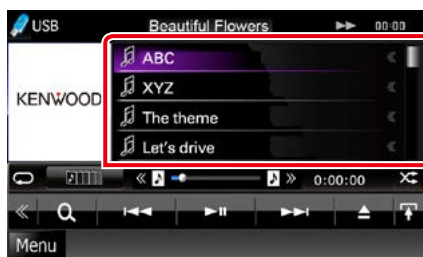 USB Beautiful Flowers 00:00
ABC
KENWOOD
XYZ
The theme
Let's drive
0:00:00
Menu